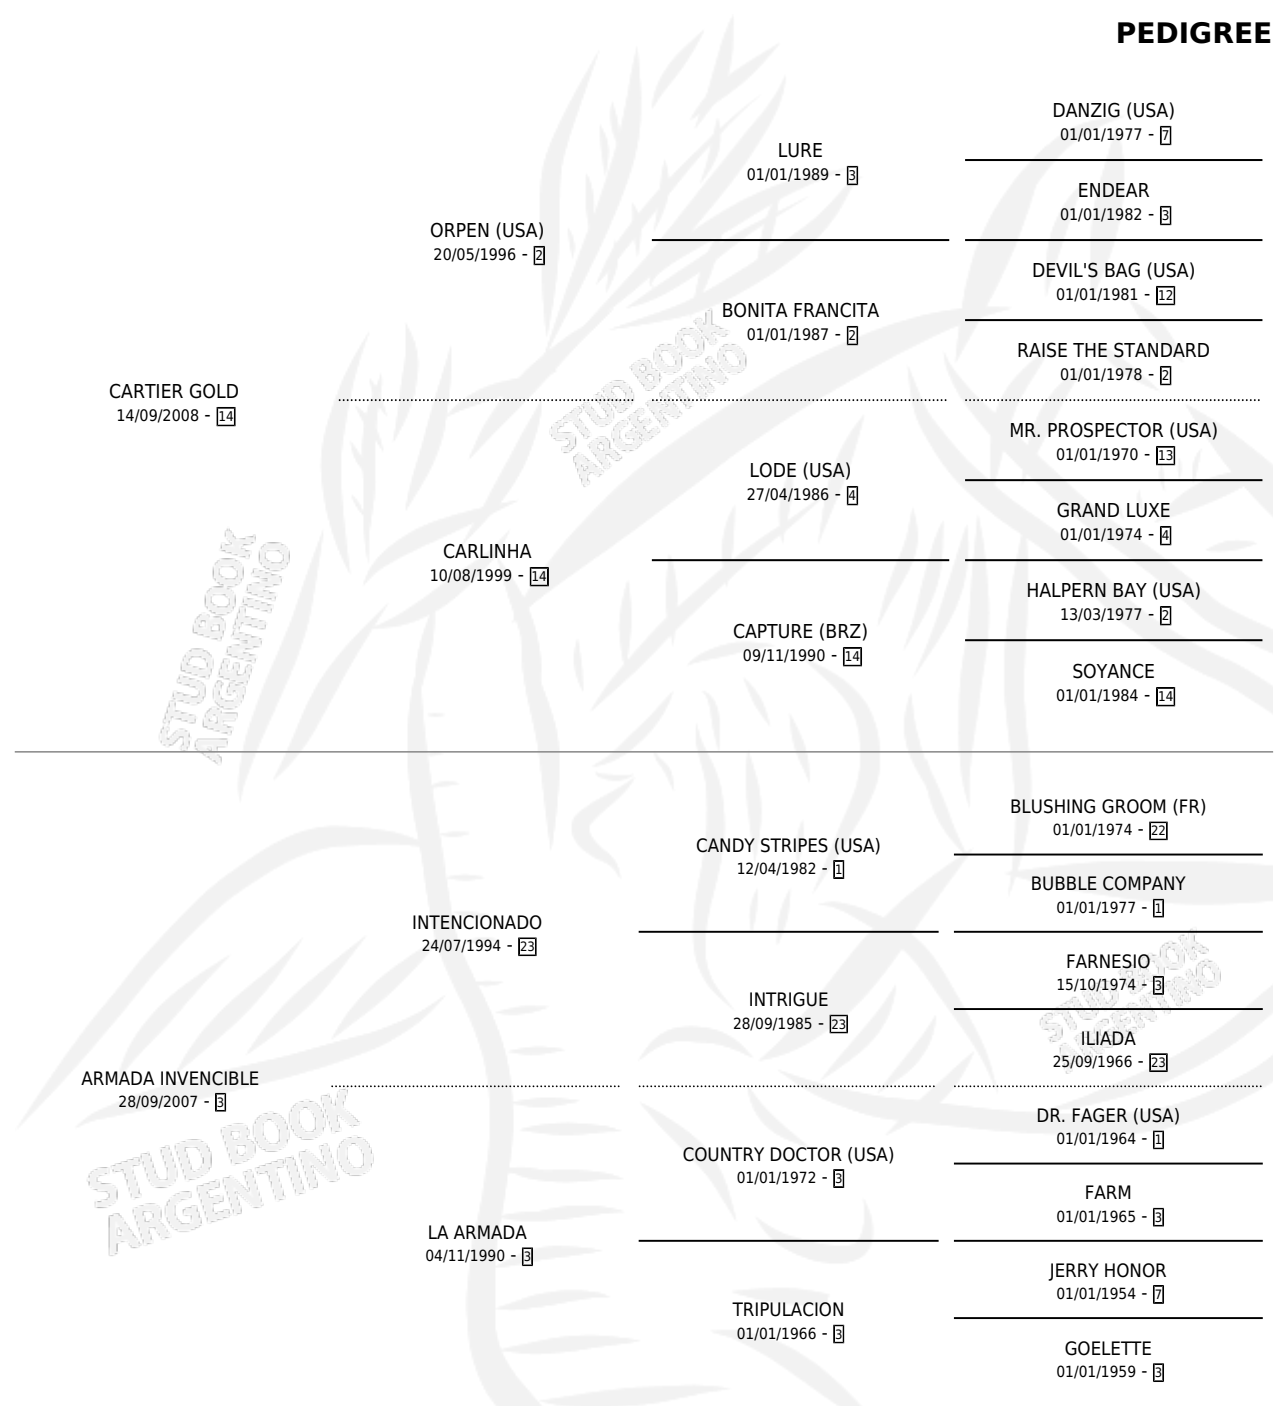 PEDIGREE
DANZIG (USA)
01/01/1977 - 7
LURE
01/01/1989 - 3
ENDEAR
01/01/1982 - 3
ORPEN (USA)
20/05/1996 - 2
DEVIL'S BAG (USA)
01/01/1981 - 12
BONITA FRANCITA
01/01/1987 - 2
RAISE THE STANDARD
01/01/1978 - 2
CARTIER GOLD
14/09/2008 - 14
MR. PROSPECTOR (USA)
01/01/1970 - 13
LODE (USA)
27/04/1986 - 4
GRAND LUXE
01/01/1974 - 4
CARLINHA
10/08/1999 - 14
HALPERN BAY (USA)
13/03/1977 - 2
CAPTURE (BRZ)
09/11/1990 - 14
SOYANCE
01/01/1984 - 14
STUD BOOK
ARGENTINO
STUD BOOK
ARGENTINO
BLUSHING GROOM (FR)
01/01/1974 - 22
CANDY STRIPES (USA)
12/04/1982 - 1
BUBBLE COMPANY
01/01/1977 - 1
INTENCIONADO
24/07/1994 - 23
FARNESIO
15/10/1974 - 3
INTRIGUE
28/09/1985 - 23
ILIADA
25/09/1966 - 23
ARMADA INVENCIBLE
28/09/2007 - 3
DR. FAGER (USA)
01/01/1964 - 1
COUNTRY DOCTOR (USA)
01/01/1972 - 3
FARM
01/01/1965 - 3
LA ARMADA
04/11/1990 - 3
JERRY HONOR
01/01/1954 - 7
TRIPULACION
01/01/1966 - 3
GOELETTE
01/01/1959 - 3
STUD BOOK
ARGENTINO
STUD BOOK
ARGENTINO